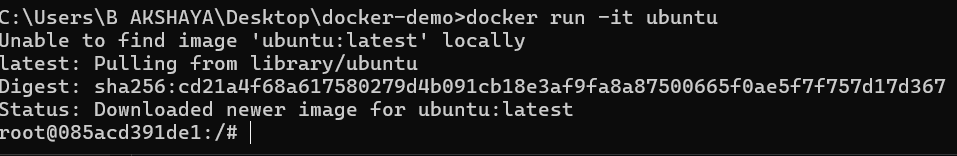 C:\Users\B AKSHAYA\Desktop\docker-demo>docker run -it ubuntu
Unable to find image 'ubuntu:latest' locally
latest: Pulling from library/ubuntu
Digest: sha256:cd21a4f68a617580279d4b091cb18e3af9fa8a87500665f0ae5f7f757d17d367
Status: Downloaded newer image for ubuntu:latest
root@085acd391de1:/#